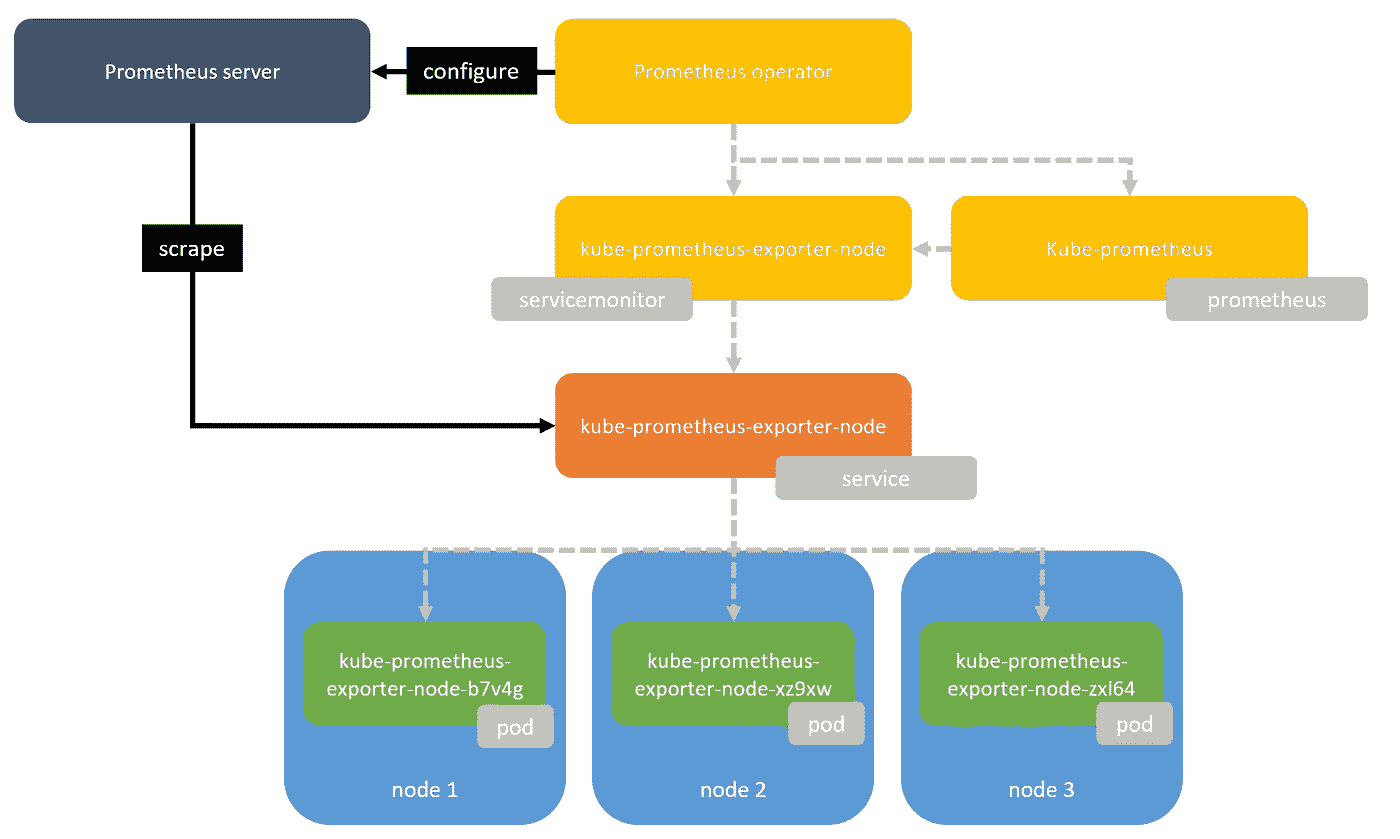 Prometheus server
configure
Prometheus operator
scrape
kube-prometheus-exporter-node
servicemonitor
Kube-prometheus
prometheus
kube-prometheus-exporter-node
service
kube-prometheus-
exporter-node-b7v4g
pod
node 1
kube-prometheus-
exporter-node-xz9xw
pod
node 2
kube-prometheus-
exporter-node-zxl64
pod
node 3